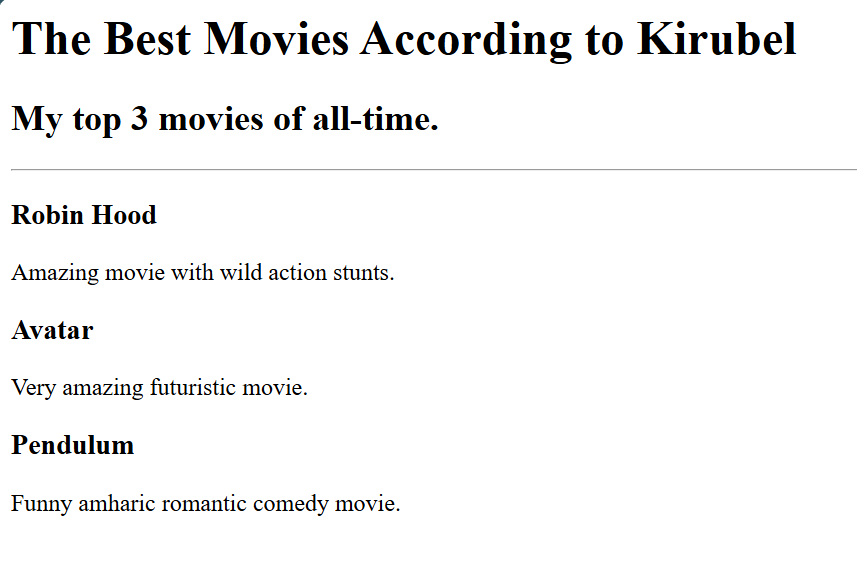 The Best Movies According to Kirubel
My top 3 movies of all-time.
Robin Hood
Amazing movie with wild action stunts.
Avatar
Very amazing futuristic movie.
Pendulum
Funny amharic romantic comedy movie.